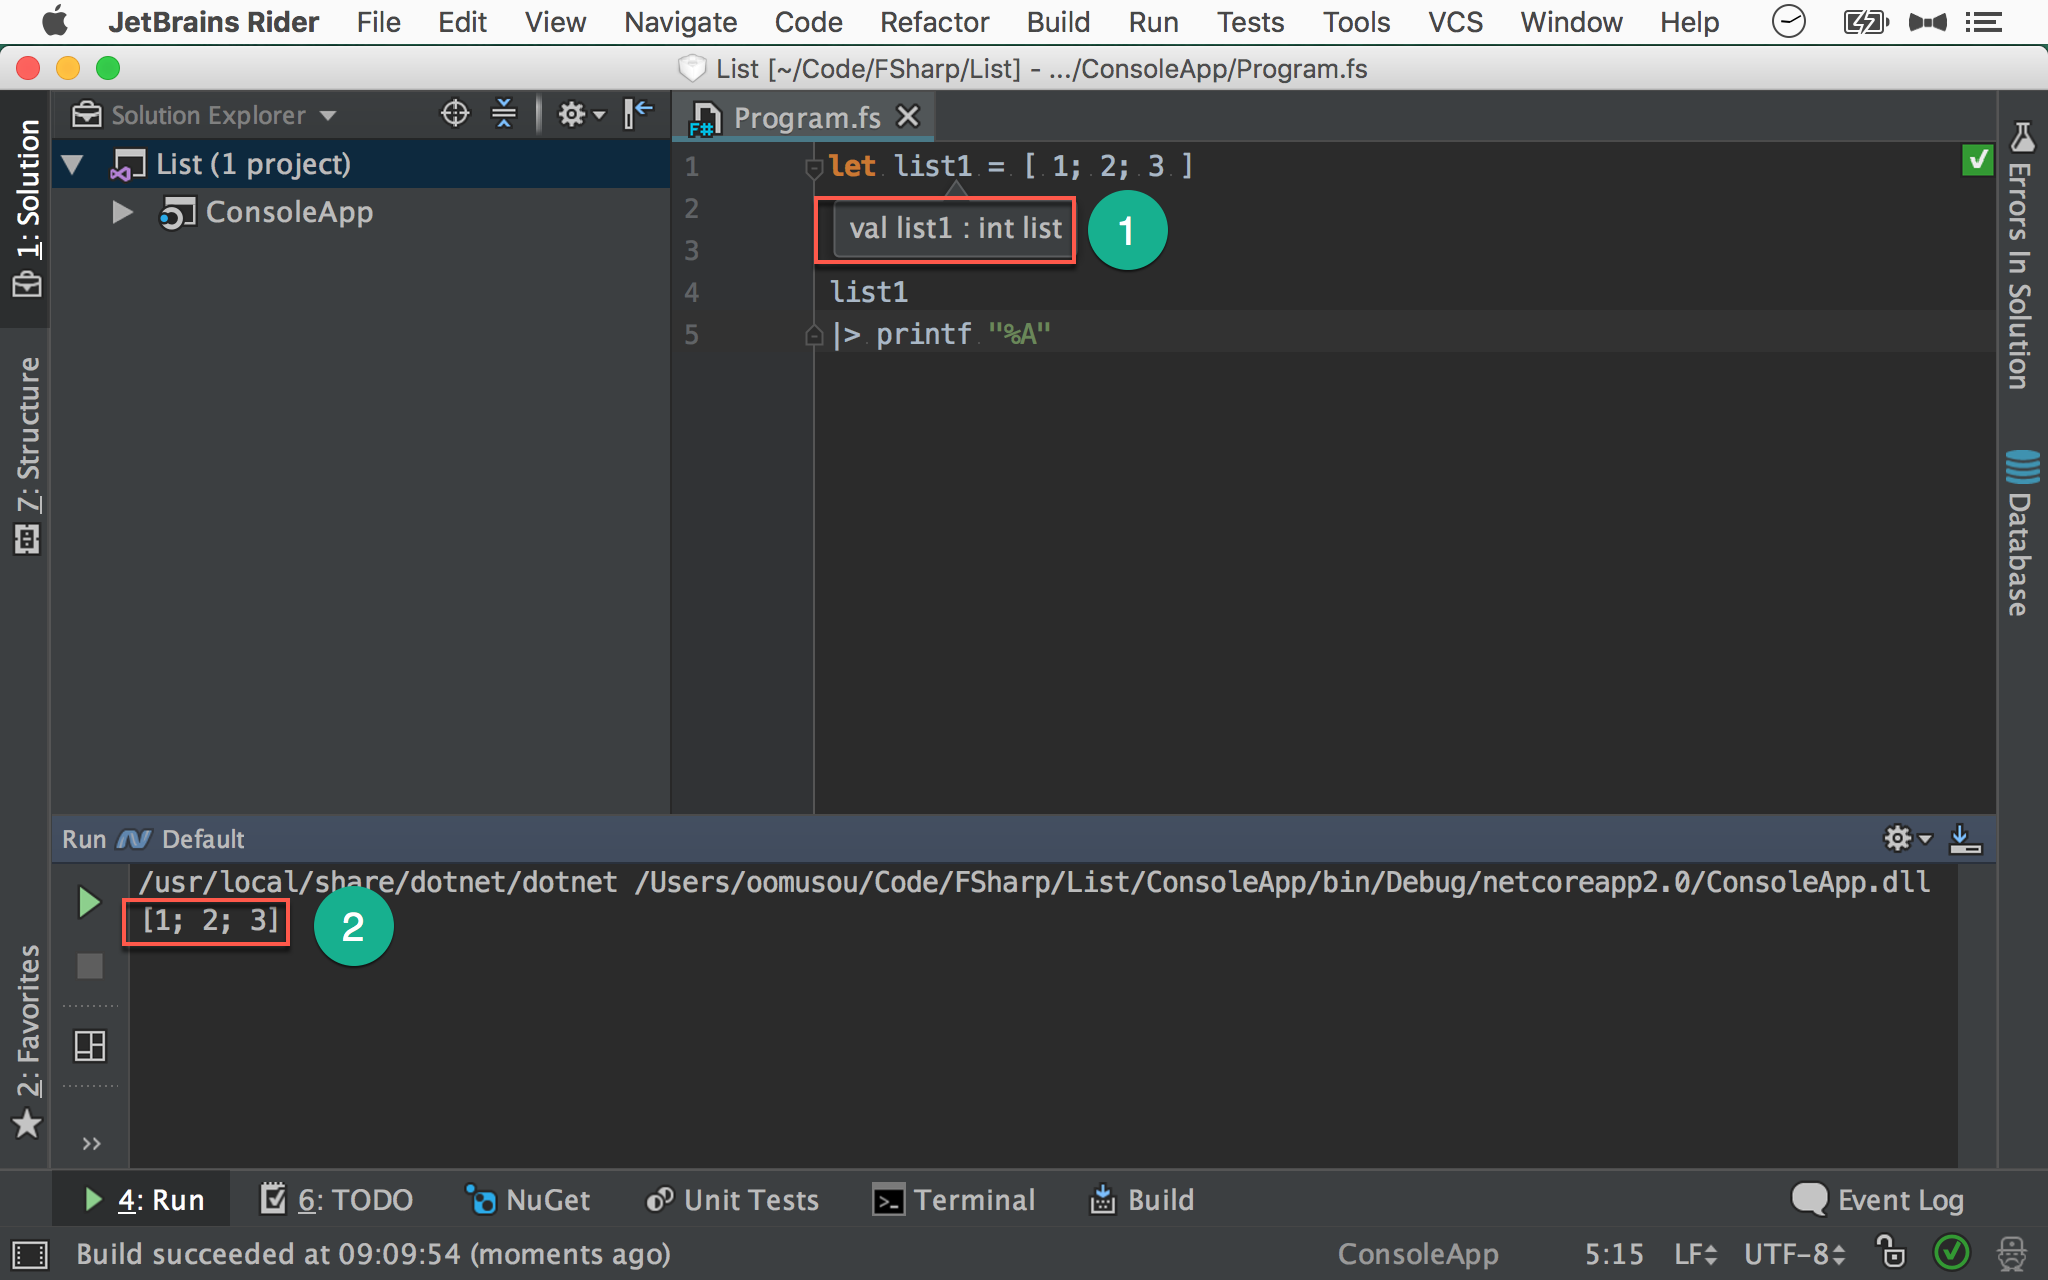 JetBrains Rider File Edit View Navigate Code Refactor Build Run Tests Tools VCS Window Help
List [~/Code/FSharp/List] - .../ConsoleApp/Program.fs
Solution Explorer
Program.fs
1: Solution
7: Structure
2: Favorites
List (1 project)
ConsoleApp
1 let list1 = [ 1; 2; 3 ]
2
val list1 : int list
1
3
4 list1
5 |> printf "%A"
Errors In Solution
Database
Run Default
/usr/local/share/dotnet/dotnet /Users/oomusou/Code/FSharp/List/ConsoleApp/bin/Debug/netcoreapp2.0/ConsoleApp.dll
[1; 2; 3]
2
4: Run 6: TODO NuGet Unit Tests Terminal Build Event Log
Build succeeded at 09:09:54 (moments ago) ConsoleApp 5:15 LF UTF-8